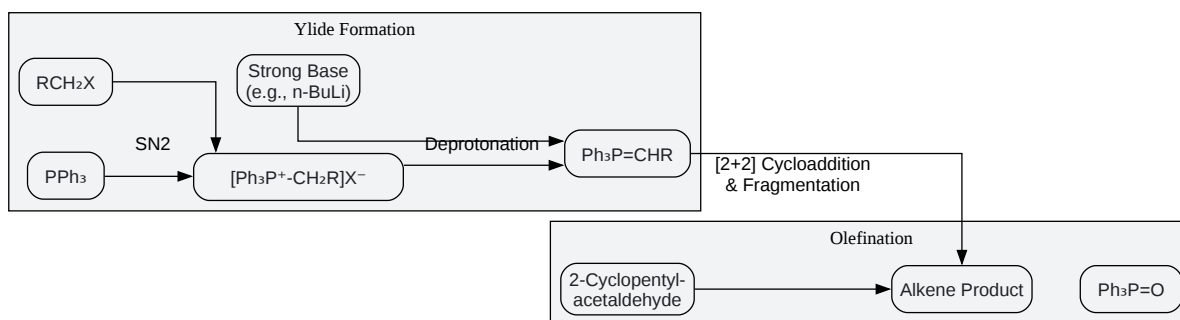 Ylide Formation
RCH₂X
Strong Base
(e.g., n-BuLi)
SN2
Deprotonation
PPh₃
[Ph₃P⁺-CH₂R]X⁻
Ph₃P=CHR
[2+2] Cycloaddition
& Fragmentation
Olefination
2-Cyclopentyl-
acetaldehyde
Alkene Product
Ph₃P=O